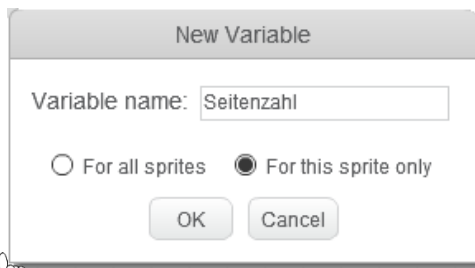 New Variable
Variable name: Seitenzahl
For all sprites For this sprite only
OK Cancel